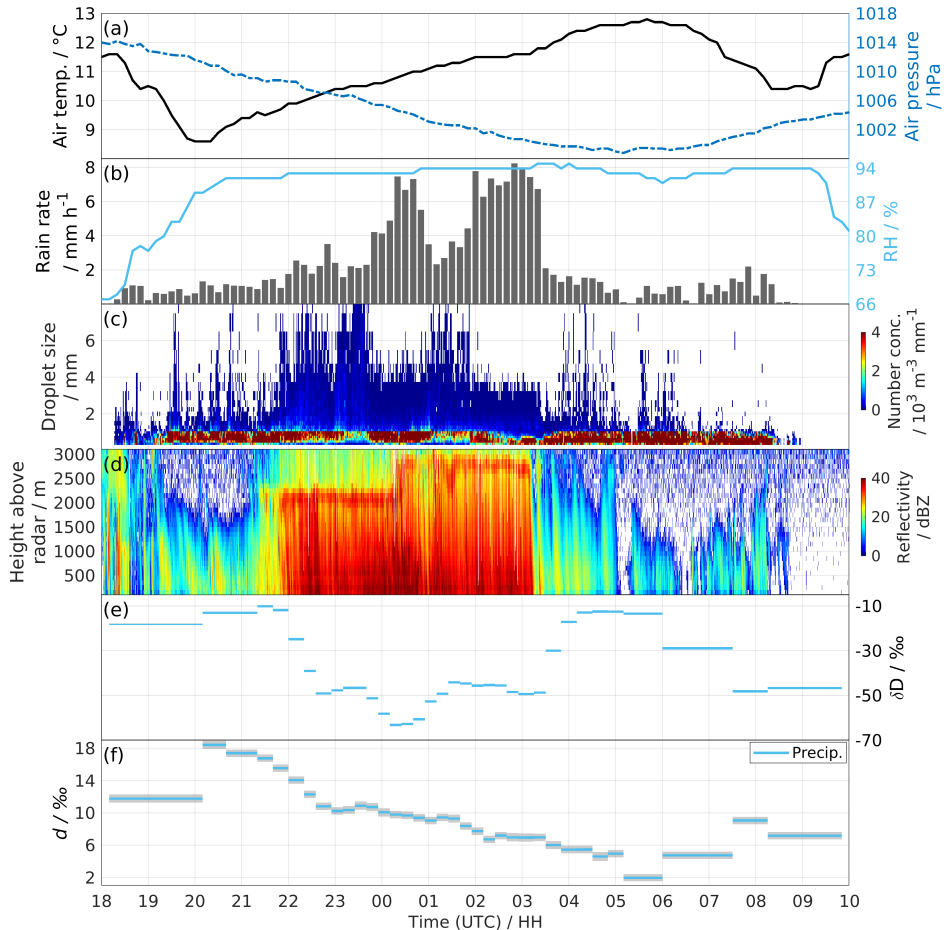 (a)
13
12
11
10
9
Air temp. / °C
1018
1014
1010
1006
1002
Air pressure
/ hPa
(b)
8
6
4
2
Rain rate
/ mm h-1
94
87
80
73
66
RH / %
(c)
6
4
2
Droplet size
/ mm
4
2
0
Number conc.
/ 10³ m-3 mm-1
(d)
3000
2500
2000
1500
1000
500
Height above
radar / m
40
20
0
Reflectivity
/ dBZ
(e)
-10
-30
-50
-70
δD / ‰
(f)
Precip.
18
14
10
6
2
d / ‰
18 19 20 21 22 23 00 01 02 03 04 05 06 07 08 09 10
Time (UTC) / HH